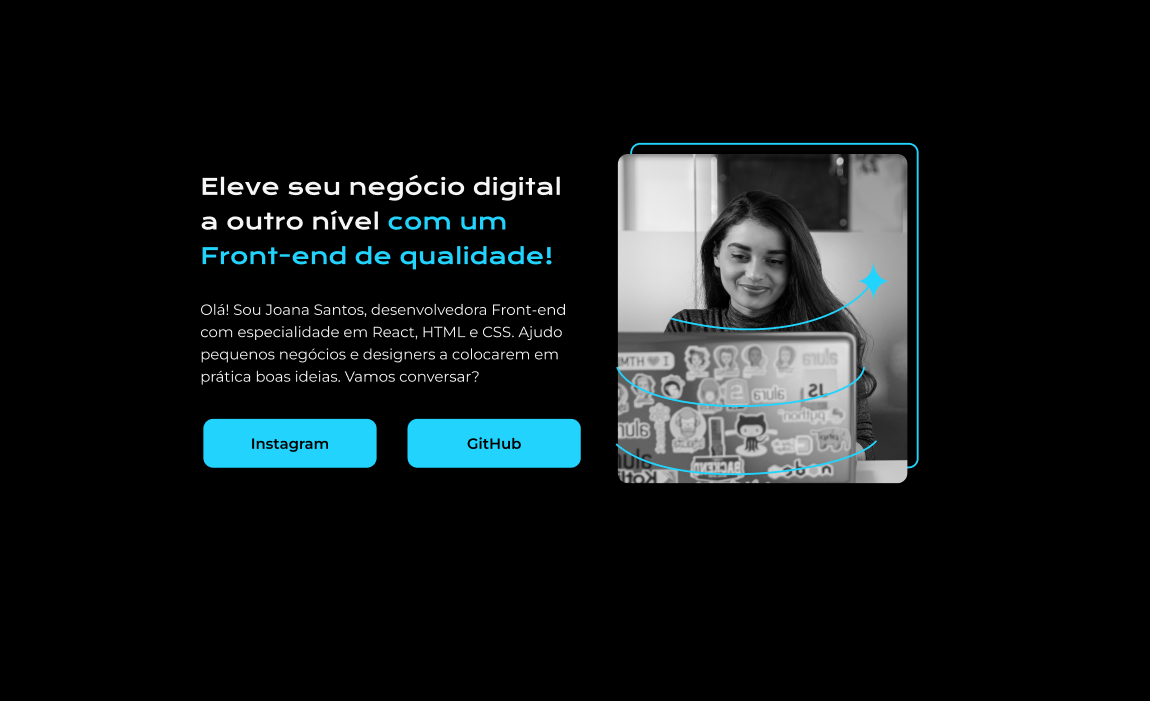 Eleve seu negócio digital
a outro nível com um
Front-end de qualidade!
Olá! Sou Joana Santos, desenvolvedora Front-end
com especialidade em React, HTML e CSS. Ajudo
pequenos negócios e designers a colocarem em
prática boas ideias. Vamos conversar?
Instagram
GitHub
I HTM
alura
JS
alura
python
alura
alura
BACKEND
node